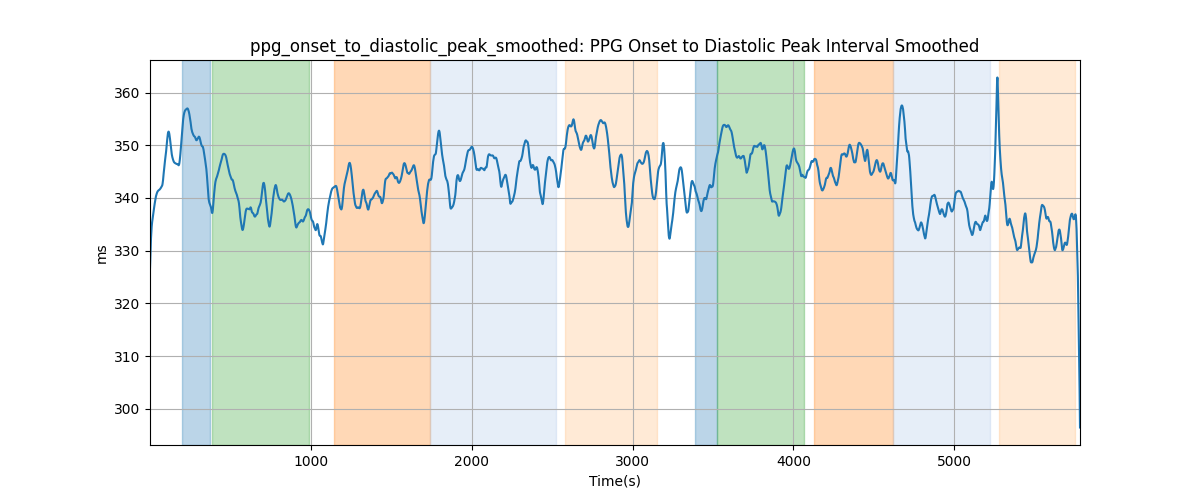 ppg_onset_to_diastolic_peak_smoothed: PPG Onset to Diastolic Peak Interval Smoothed
360
350
340
330
320
310
300
ms
1000 2000 3000 4000 5000
Time(s)